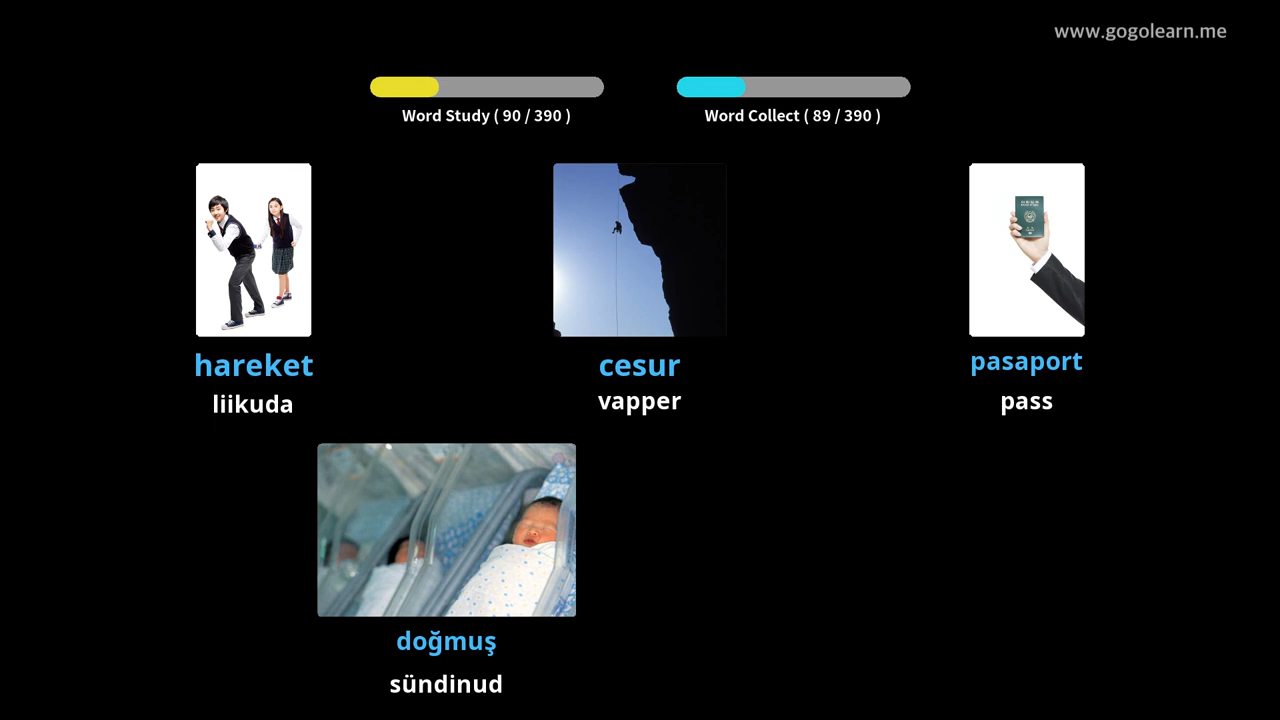 www.gogolearn.me
Word Study ( 90 / 390 )
Word Collect ( 89 / 390 )
hareket
liikuda
cesur
vapper
pasaport
pass
doğmuş
sündinud